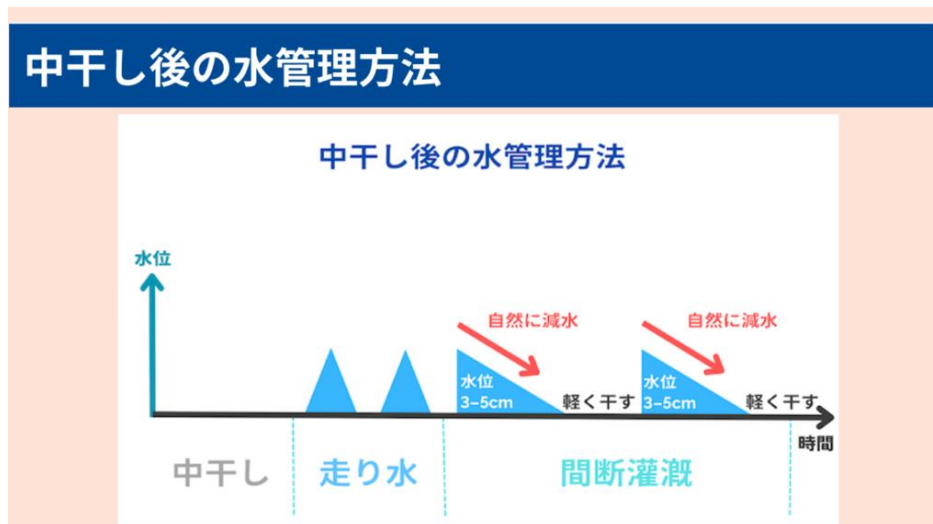 中干し後の水管理方法
中干し後の水管理方法
水位
自然に減水
自然に減水
水位
3-5cm
軽く干す
水位
3-5cm
軽く干す
時間
中干し
走り水
間断灌漑